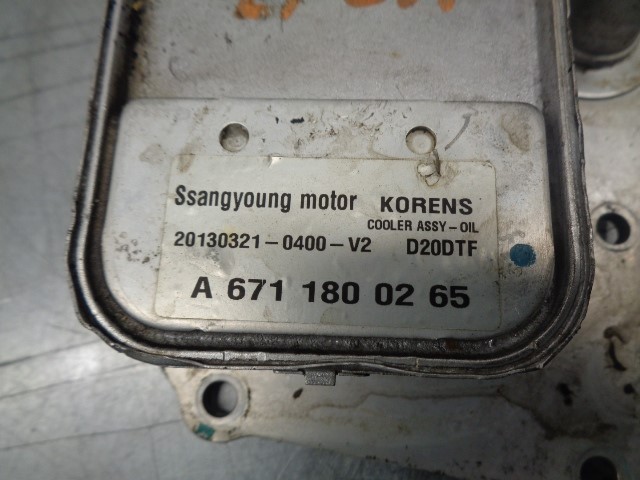 Ssangyoung motor KORENS
COOLER ASSY-OIL
20130321-0400-V2 D20DTF
A 671 180 02 65